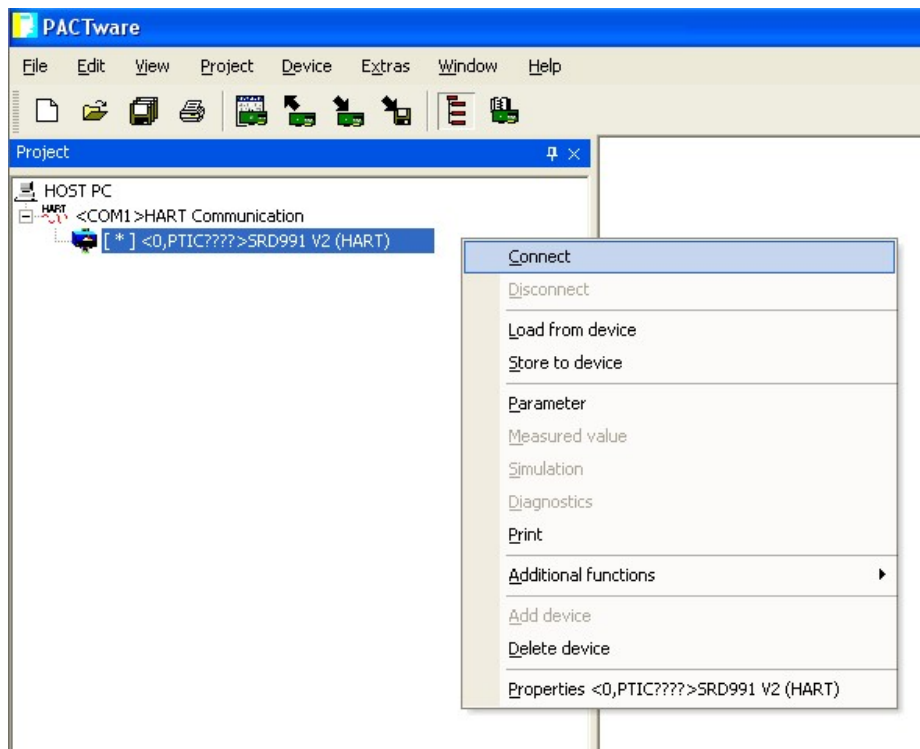 PACTware
File Edit View Project Device Extras Window Help
Project
HOST PC
HART <COM1>HART Communication
[ * ] <0,PTIC????>SRD991 V2 (HART)
Connect
Disconnect
Load from device
Store to device
Parameter
Measured value
Simulation
Diagnostics
Print
Additional functions
Add device
Delete device
Properties <0,PTIC????>SRD991 V2 (HART)